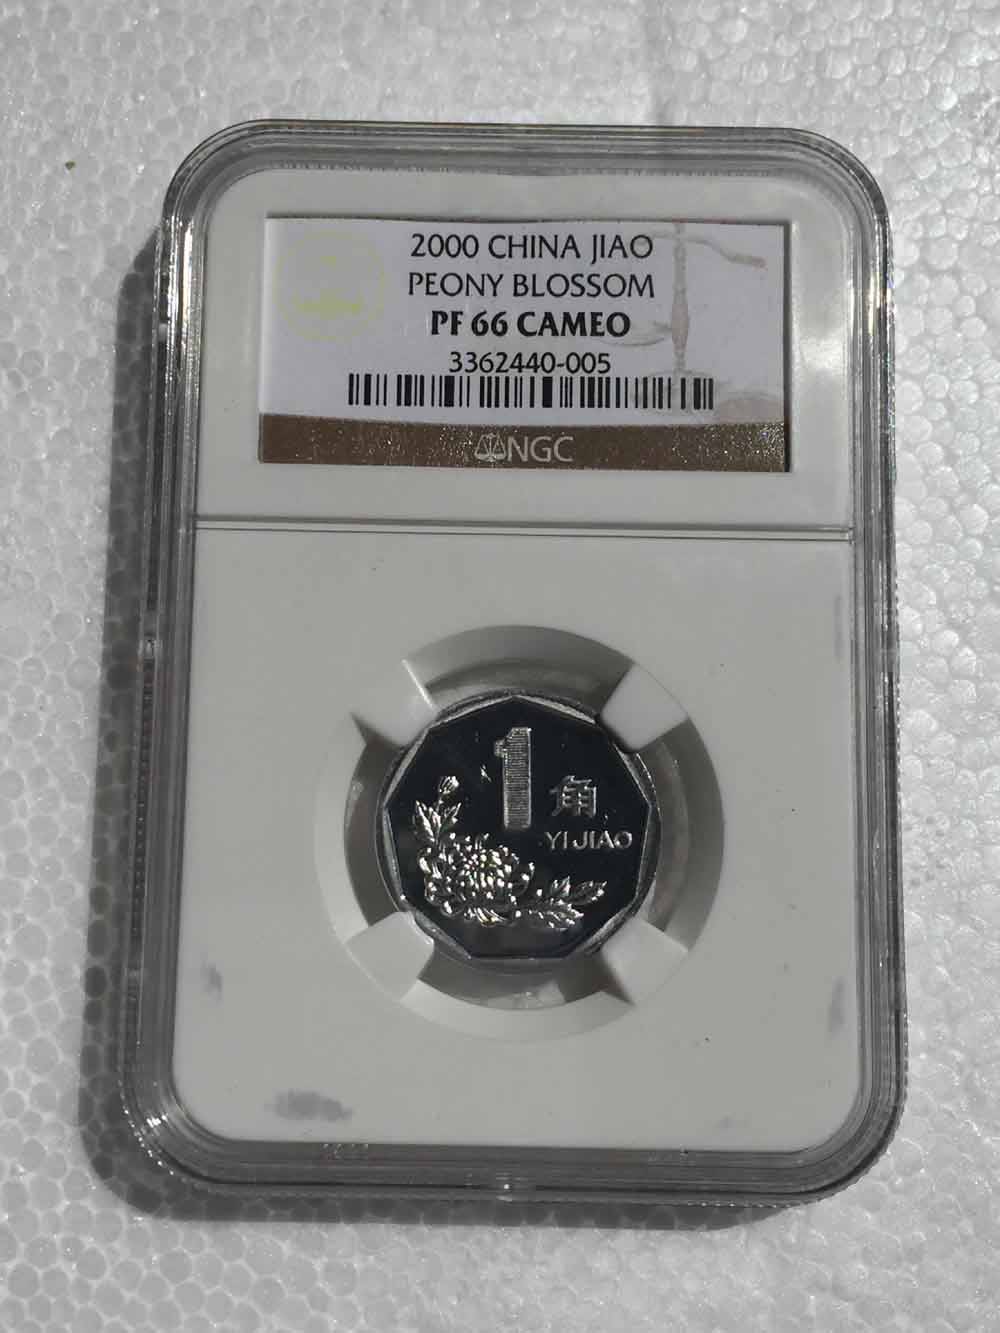 2000 CHINA JIAO
PEONY BLOSSOM
PF 66 CAMEO
3362440-005
NGC
1
角
YI JIAO